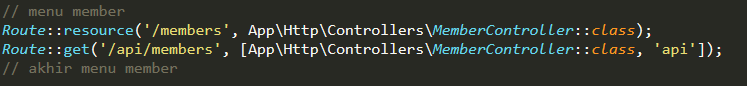 // menu member
Route::resource('/members', App\Http\Controllers\MemberController::class);
Route::get('/api/members', [App\Http\Controllers\MemberController::class, 'api']);
// akhir menu member